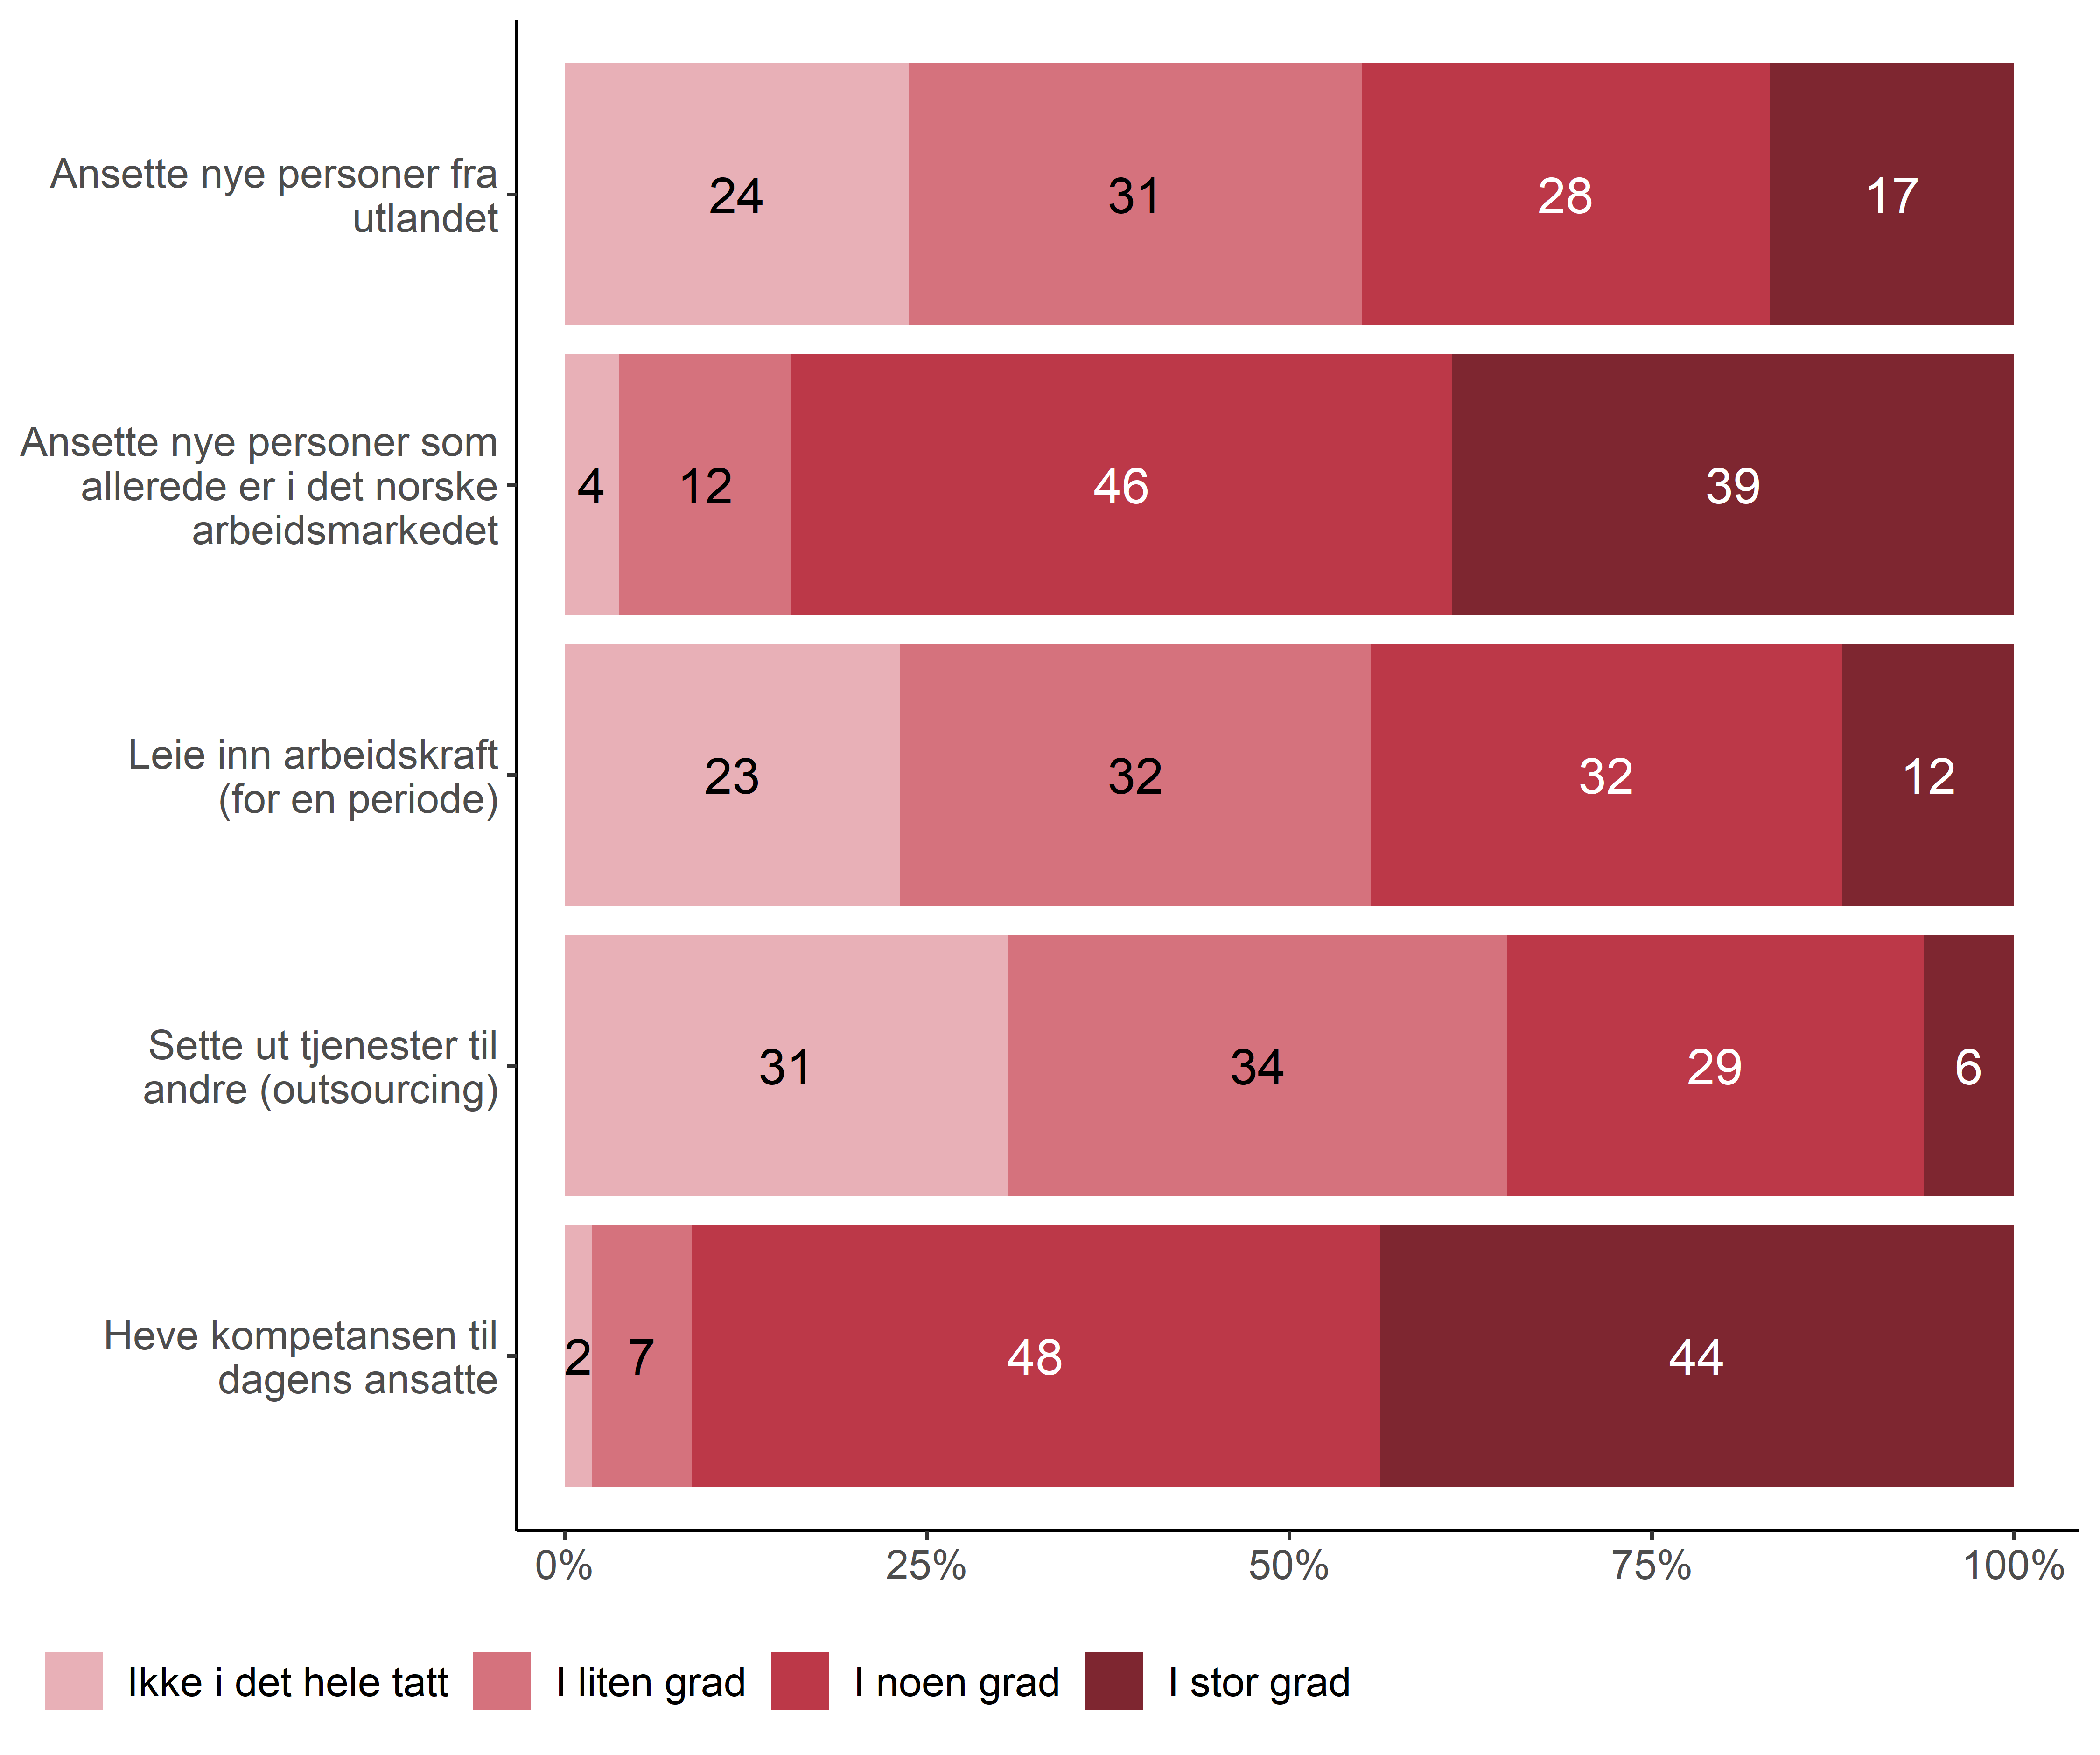 Ansette nye personer fra
utlandet
24 31 28 17
Ansette nye personer som
allerede er i det norske
arbeidsmarkedet
4 12 46 39
Leie inn arbeidskraft
(for en periode)
23 32 32 12
Sette ut tjenester til
andre (outsourcing)
31 34 29 6
Heve kompetansen til
dagens ansatte
2 7 48 44
0% 25% 50% 75% 100%
Ikke i det hele tatt I liten grad I noen grad I stor grad